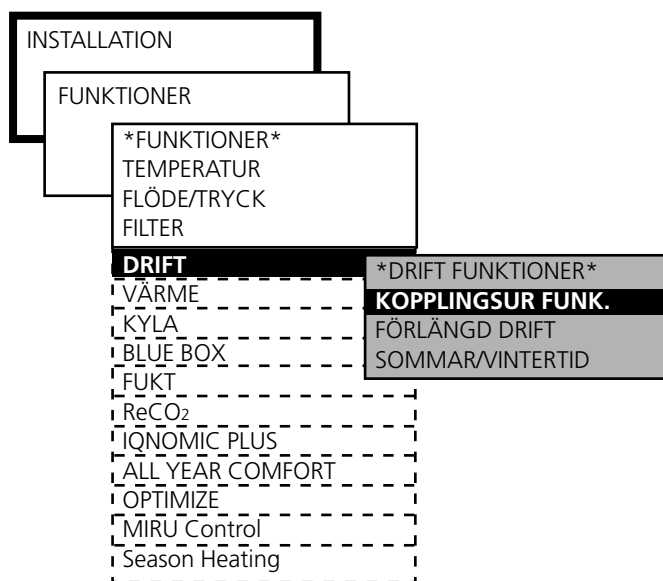 INSTALLATION
FUNKTIONER
*FUNKTIONER*
TEMPERATUR
FLÖDE/TRYCK
FILTER
DRIFT
VÄRME
KYLA
BLUE BOX
FUKT
ReCO2
IQNOMIC PLUS
ALL YEAR COMFORT
OPTIMIZE
MIRU Control
Season Heating
*DRIFT FUNKTIONER*
KOPPLINGSUR FUNK.
FÖRLÄNGD DRIFT
SOMMAR/VINTERTID